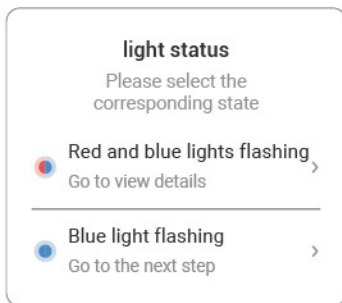 light status
Please select the
corresponding state
Red and blue lights flashing
Go to view details
Blue light flashing
Go to the next step